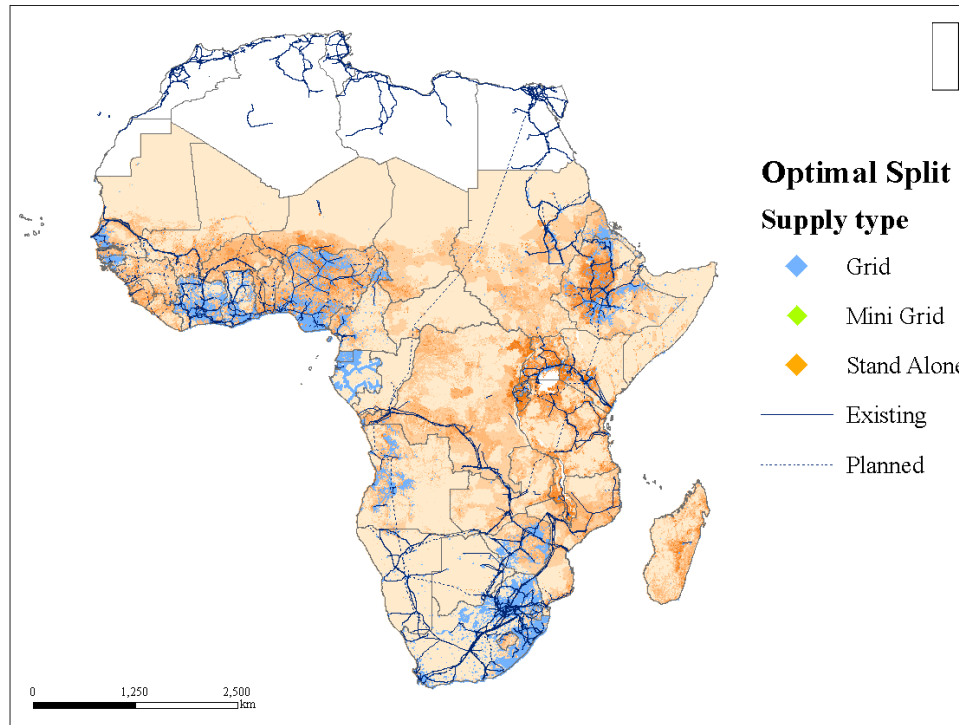 Optimal Split
Supply type
Grid
Mini Grid
Stand Alone
Existing
Planned
0 1,250 2,500
km